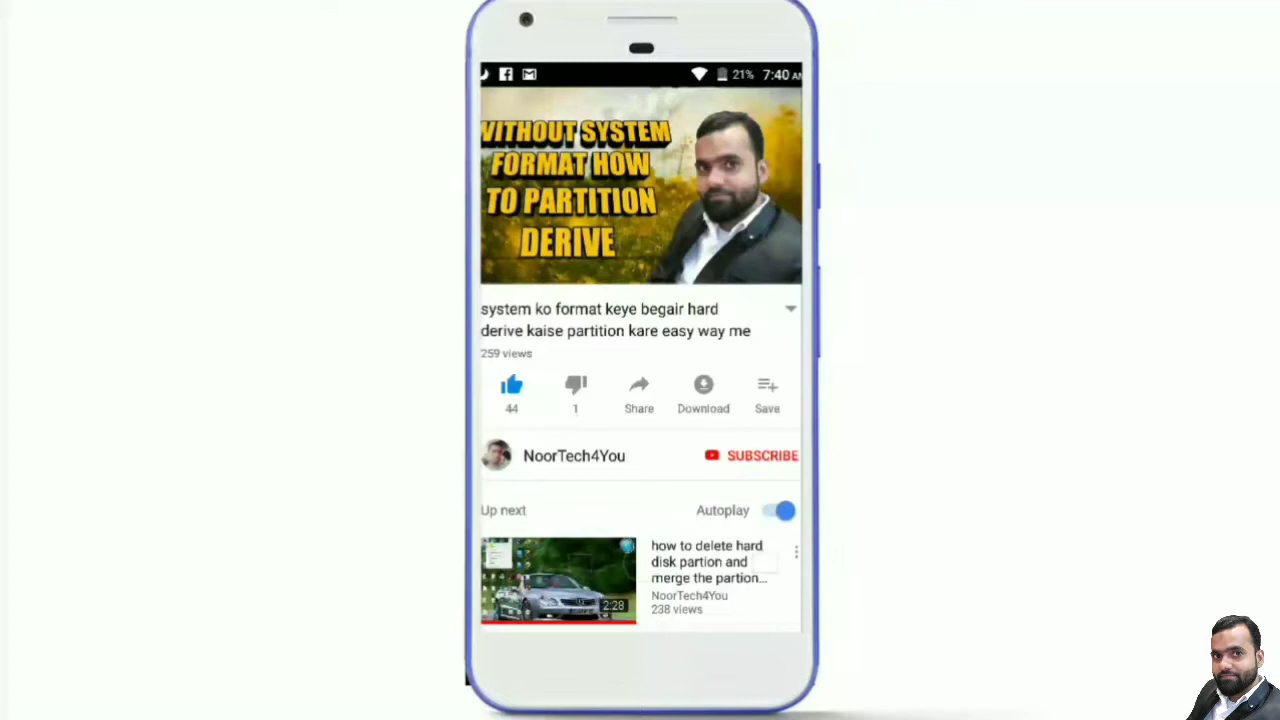 21% 7:40 AM
WITHOUT SYSTEM
FORMAT HOW
TO PARTITION
DERIVE
system ko format keye begair hard
derive kaise partition kare easy way me
259 views
44
1
Share
Download
Save
NoorTech4You
SUBSCRIBE
Up next
Autoplay
how to delete hard
disk partion and
merge the partion...
NoorTech4You
238 views
2:28